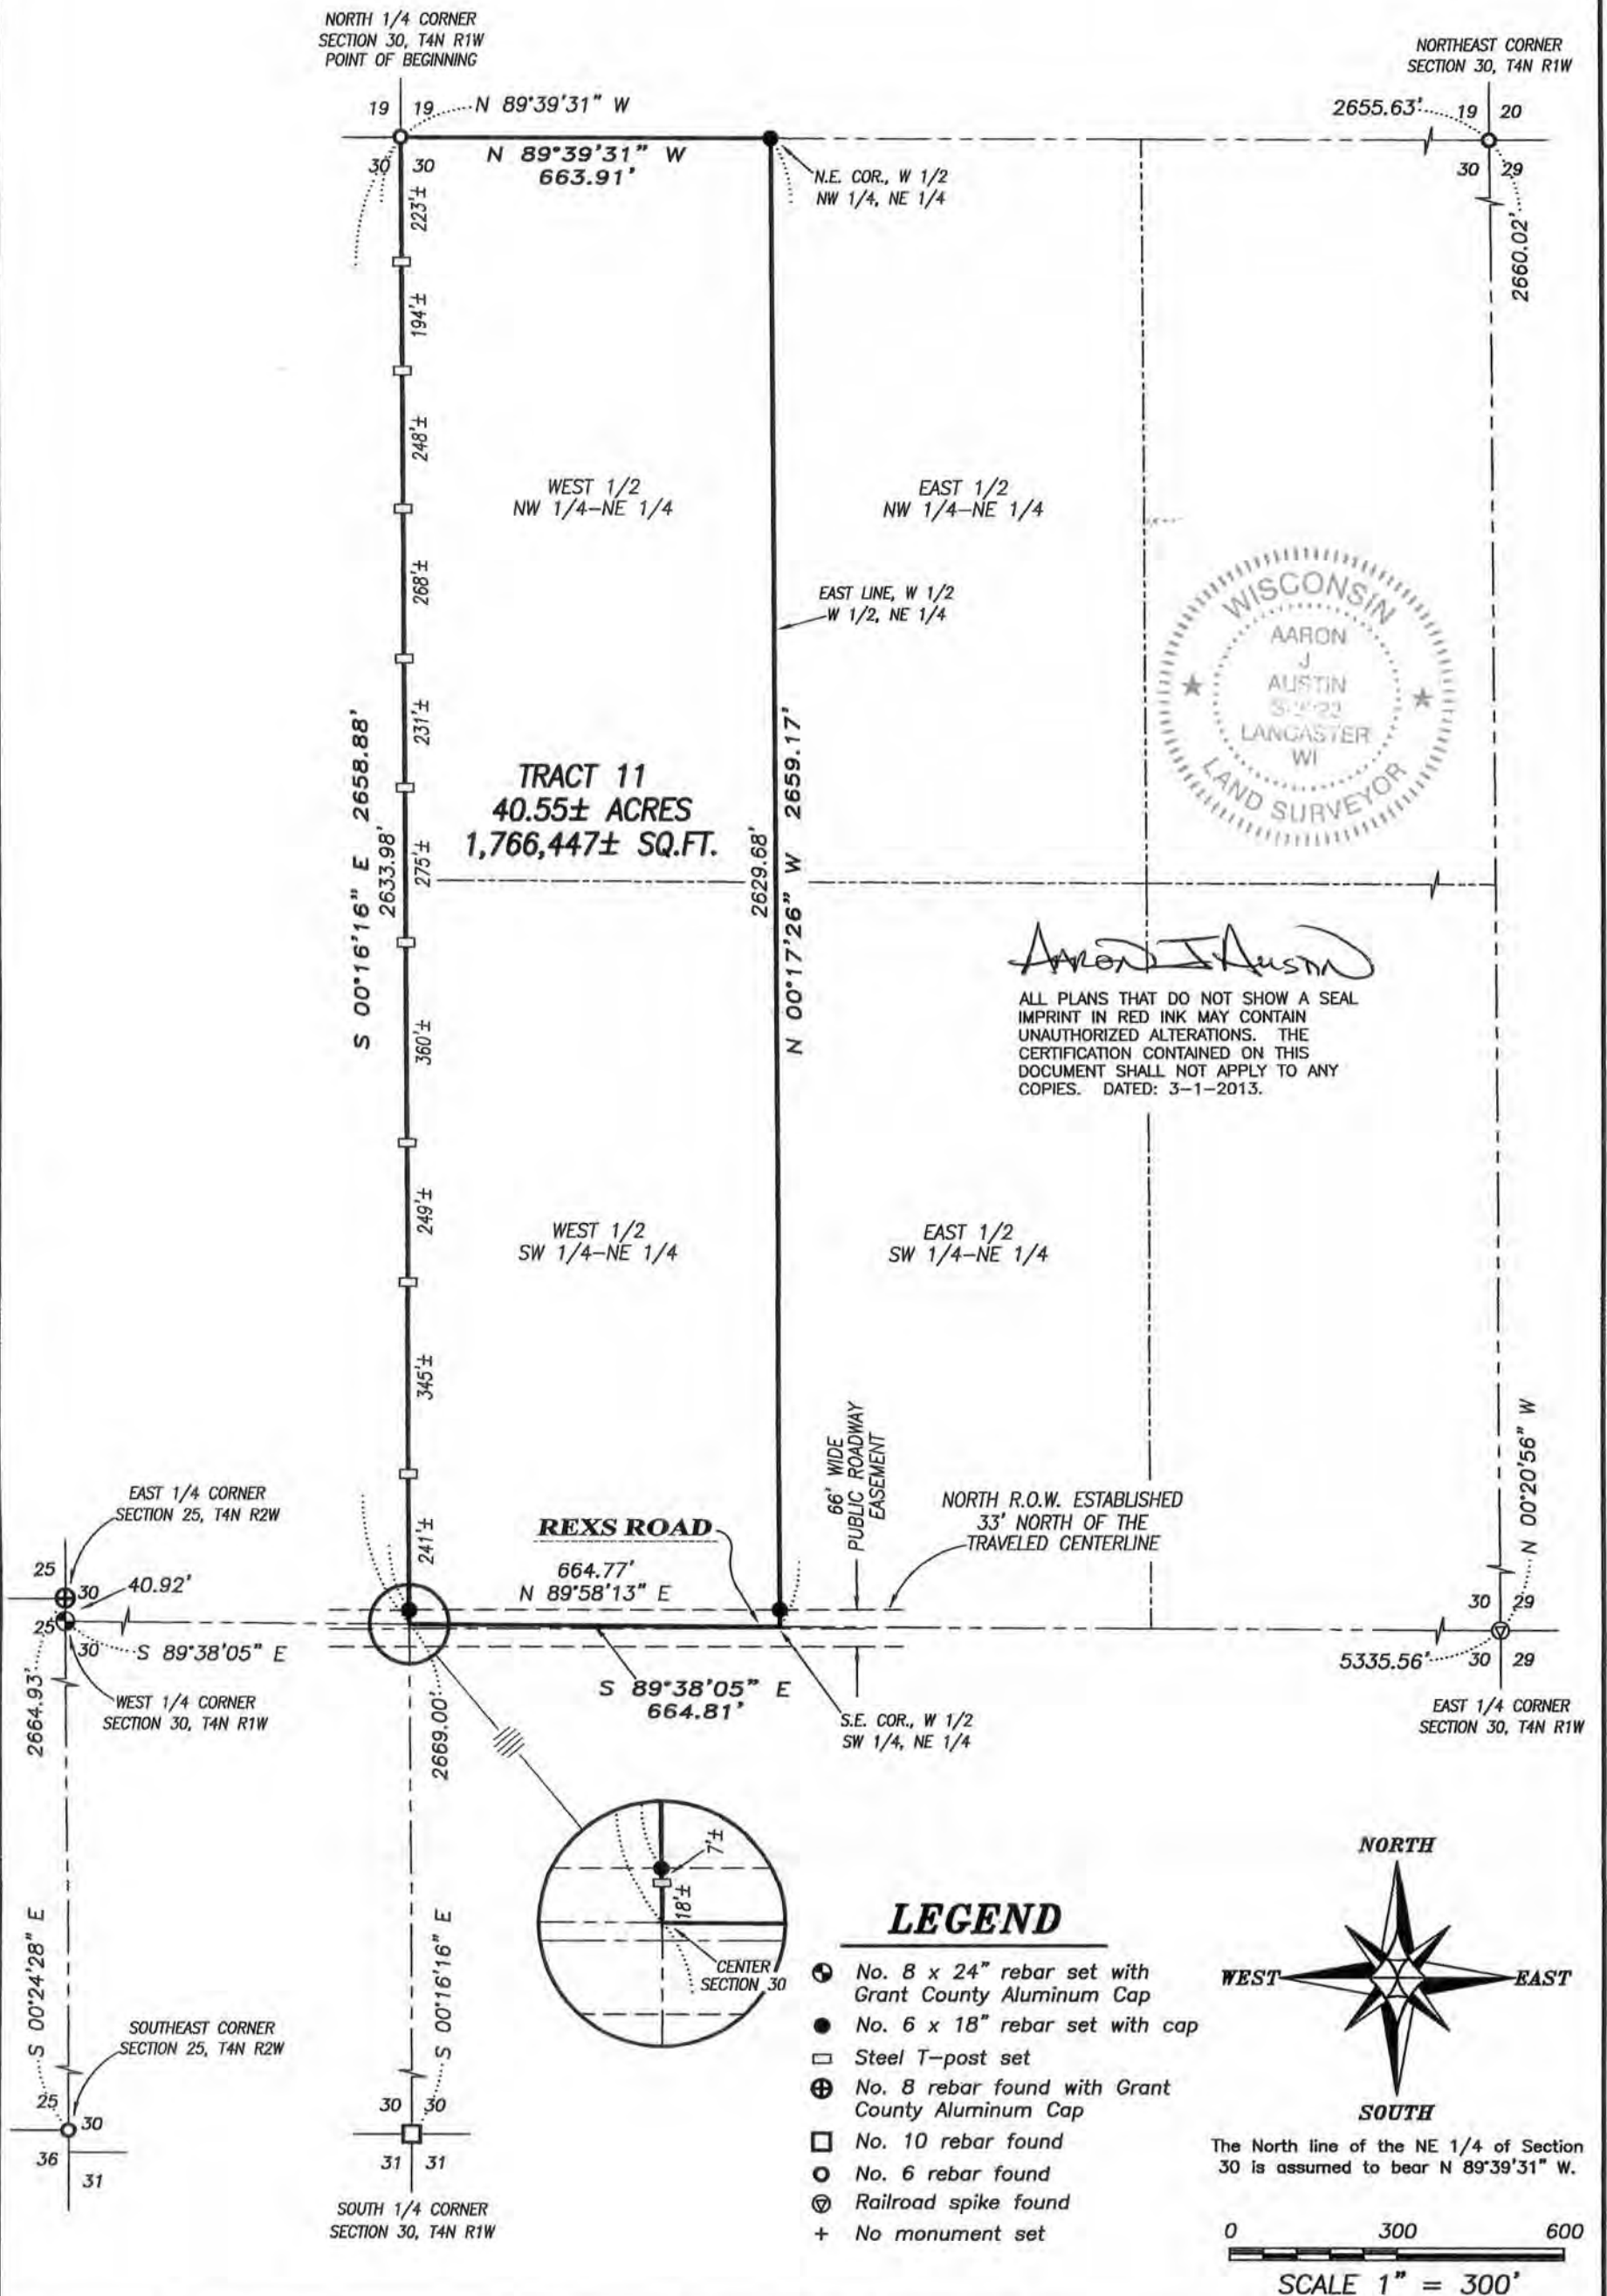 NORTH 1/4 CORNER
SECTION 30, T4N R1W
POINT OF BEGINNING
NORTHEAST CORNER
SECTION 30, T4N R1W
19
19
N 89°39'31" W
2655.63'
19
20
30
30
N 89°39'31" W
663.91'
N.E. COR., W 1/2
NW 1/4, NE 1/4
30
29
2660.02'
223'±
194'±
248'±
WEST 1/2
NW 1/4-NE 1/4
EAST 1/2
NW 1/4-NE 1/4
268'±
EAST LINE, W 1/2
W 1/2, NE 1/4
WISCONSIN
AARON
J
AUSTIN
LANCASTER
WI
LAND SURVEYOR
231'±
S 00°16'16" E 2658.88'
2633.98'
275'±
TRACT 11
40.55± ACRES
1,766,447± SQ.FT.
2629.68'
N 00°17'26" W 2659.17'
AARON J AUSTIN
ALL PLANS THAT DO NOT SHOW A SEAL
IMPRINT IN RED INK MAY CONTAIN
UNAUTHORIZED ALTERATIONS. THE
CERTIFICATION CONTAINED ON THIS
DOCUMENT SHALL NOT APPLY TO ANY
COPIES. DATED: 3-1-2013.
360'±
249'±
WEST 1/2
SW 1/4-NE 1/4
EAST 1/2
SW 1/4-NE 1/4
345'±
241'±
66' WIDE
PUBLIC ROADWAY
EASEMENT
NORTH R.O.W. ESTABLISHED
33' NORTH OF THE
TRAVELED CENTERLINE
N 00°20'56" W
EAST 1/4 CORNER
SECTION 25, T4N R2W
REXS ROAD
664.77'
N 89°58'13" E
25
30
40.92'
25
30
S 89°38'05" E
2664.93'
WEST 1/4 CORNER
SECTION 30, T4N R1W
S 89°38'05" E
664.81'
S.E. COR., W 1/2
SW 1/4, NE 1/4
30
29
5335.56'
30
29
EAST 1/4 CORNER
SECTION 30, T4N R1W
2669.00'
7'±
18'±
CENTER
SECTION 30
S 00°24'28" E
S 00°16'16" E
SOUTHEAST CORNER
SECTION 25, T4N R2W
25
30
36
31
30
30
31
31
SOUTH 1/4 CORNER
SECTION 30, T4N R1W
LEGEND
No. 8 x 24" rebar set with
Grant County Aluminum Cap
No. 6 x 18" rebar set with cap
Steel T-post set
No. 8 rebar found with Grant
County Aluminum Cap
No. 10 rebar found
No. 6 rebar found
Railroad spike found
+ No monument set
NORTH
WEST
EAST
SOUTH
The North line of the NE 1/4 of Section
30 is assumed to bear N 89°39'31" W.
0 300 600
SCALE 1" = 300'